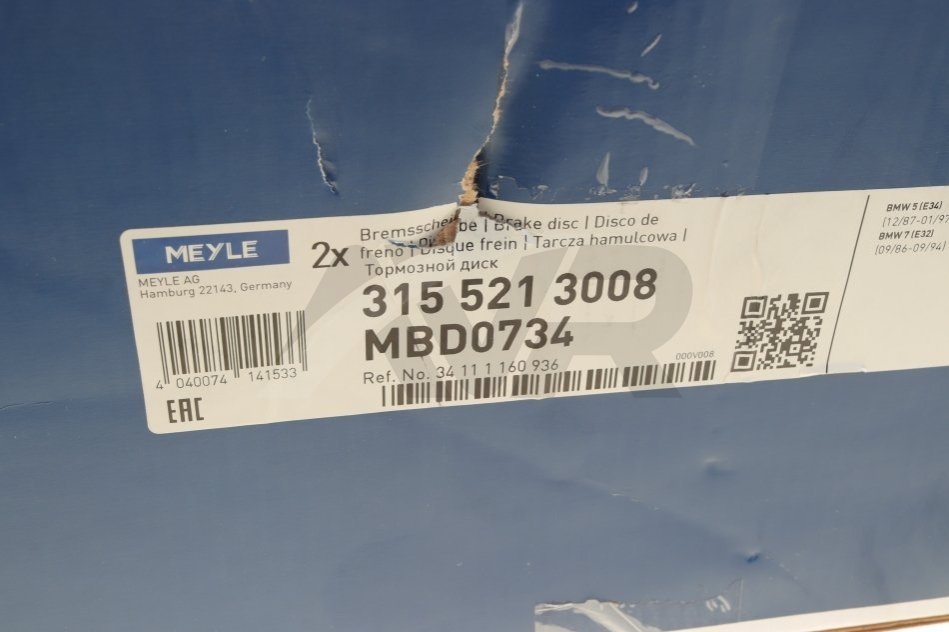 MEYLE
MEYLE AG
Hamburg 22143, Germany
2x
Bremsscheibe | Brake disc | Disco de
freno | Disque frein | Tarcza hamulcowa |
Тормозной диск
315 521 3008
MBD0734
Ref. No. 34 11 1 160 936
000V008
4 040074 141533
EAC
BMW 5 (E34)
(12/87-01/97
BMW 7 (E32)
(09/86-09/94)
AVR